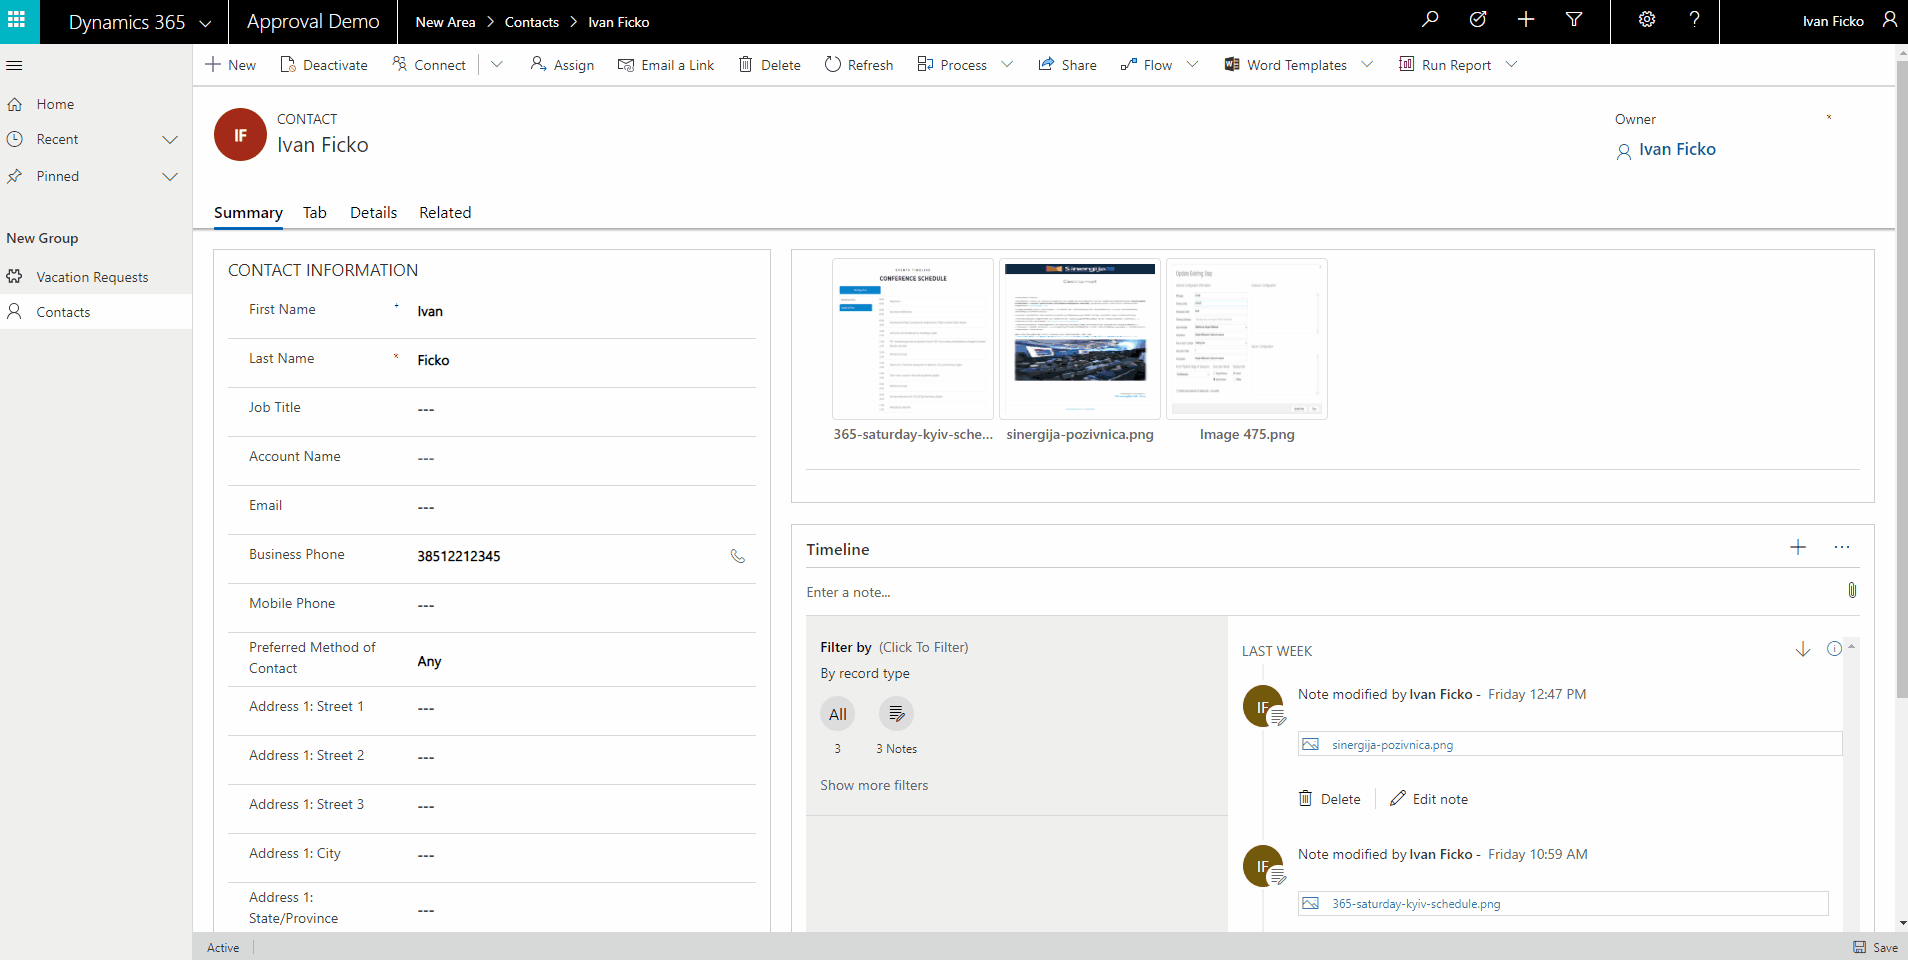 Dynamics 365
Approval Demo
New Area > Contacts > Ivan Ficko
?
Ivan Ficko
New
Deactivate
Connect
Assign
Email a Link
Delete
Refresh
Process
Share
Flow
Word Templates
Run Report
Home
Recent
Pinned
New Group
Vacation Requests
Contacts
IF
CONTACT
Ivan Ficko
Owner
*
Ivan Ficko
Summary
Tab
Details
Related
CONTACT INFORMATION
First Name + Ivan
Last Name * Ficko
Job Title ---
Account Name ---
Email ---
Business Phone 38512212345
Mobile Phone ---
Preferred Method of
Contact
Any
Address 1: Street 1 ---
Address 1: Street 2 ---
Address 1: Street 3 ---
Address 1: City ---
Address 1:
State/Province
---
EVENTS TIMELINE
CONFERENCE SCHEDULE
Sinergija
Update Existing Step
365-saturday-kyiv-sche...
sinergija-pozivnica.png
Image 475.png
Timeline
...
Enter a note...
Filter by (Click To Filter)
By record type
All
3
3 Notes
Show more filters
LAST WEEK
IF
Note modified by Ivan Ficko - Friday 12:47 PM
sinergija-pozivnica.png
Delete
Edit note
IF
Note modified by Ivan Ficko - Friday 10:59 AM
365-saturday-kyiv-schedule.png
Active
Save